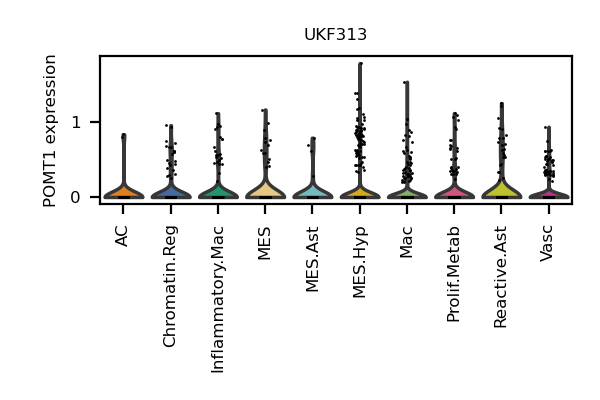 UKF313
POMT1 expression
1
0
AC
Chromatin.Reg
Inflammatory.Mac
MES
MES.Ast
MES.Hyp
Mac
Prolif.Metab
Reactive.Ast
Vasc